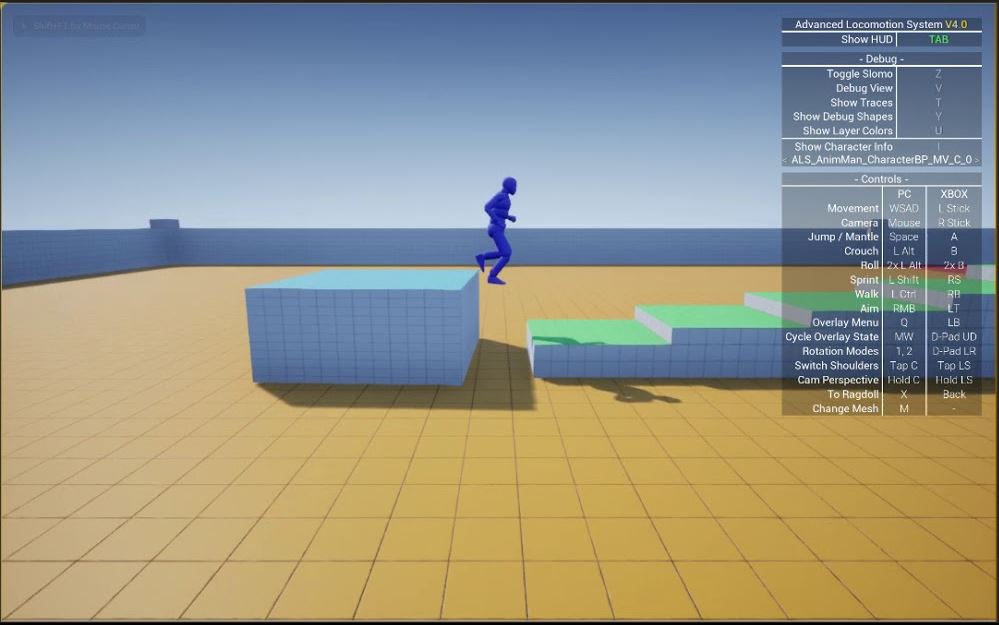 Shift+F1 for Mouse Cursor
Advanced Locomotion System V4.0
Show HUD TAB
- Debug -
Toggle Slomo Z
Debug View V
Show Traces T
Show Debug Shapes Y
Show Layer Colors U
Show Character Info I
< ALS_AnimMan_CharacterBP_MV_C_0 >
- Controls -
PC XBOX
Movement WSAD L Stick
Camera Mouse R Stick
Jump / Mantle Space A
Crouch L Alt B
Roll 2x L Alt 2x B
Sprint L Shift RS
Walk L Ctrl RB
Aim RMB LT
Overlay Menu Q LB
Cycle Overlay State MW D-Pad UD
Rotation Modes 1, 2 D-Pad LR
Switch Shoulders Tap C Tap LS
Cam Perspective Hold C Hold LS
To Ragdoll X Back
Change Mesh M -